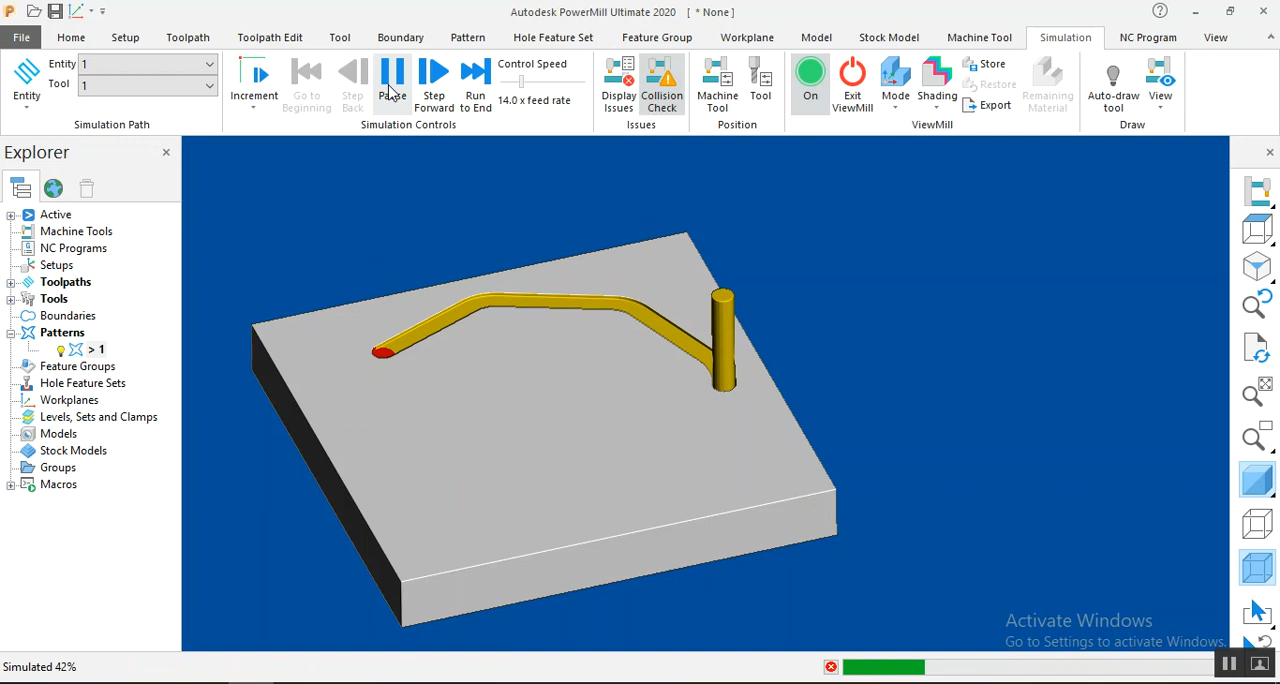 Autodesk PowerMill Ultimate 2020 [ * None ]
File Home Setup Toolpath Toolpath Edit Tool Boundary Pattern Hole Feature Set Feature Group Workplane Model Stock Model Machine Tool Simulation NC Program View
Entity 1
Tool 1
Entity
Simulation Path
Increment
Go to Beginning
Step Back
Pause
Step Forward
Run to End
Control Speed
14.0 x feed rate
Simulation Controls
Display Issues
Collision Check
Issues
Machine Tool
Tool
Position
On
Exit ViewMill
Mode
Shading
Store
Restore
Export
Remaining Material
ViewMill
Auto-draw tool
View
Draw
Explorer
Active
Machine Tools
NC Programs
Setups
Toolpaths
Tools
Boundaries
Patterns
> 1
Feature Groups
Hole Feature Sets
Workplanes
Levels, Sets and Clamps
Models
Stock Models
Groups
Macros
Activate Windows
Go to Settings to activate Windows.
Simulated 42%